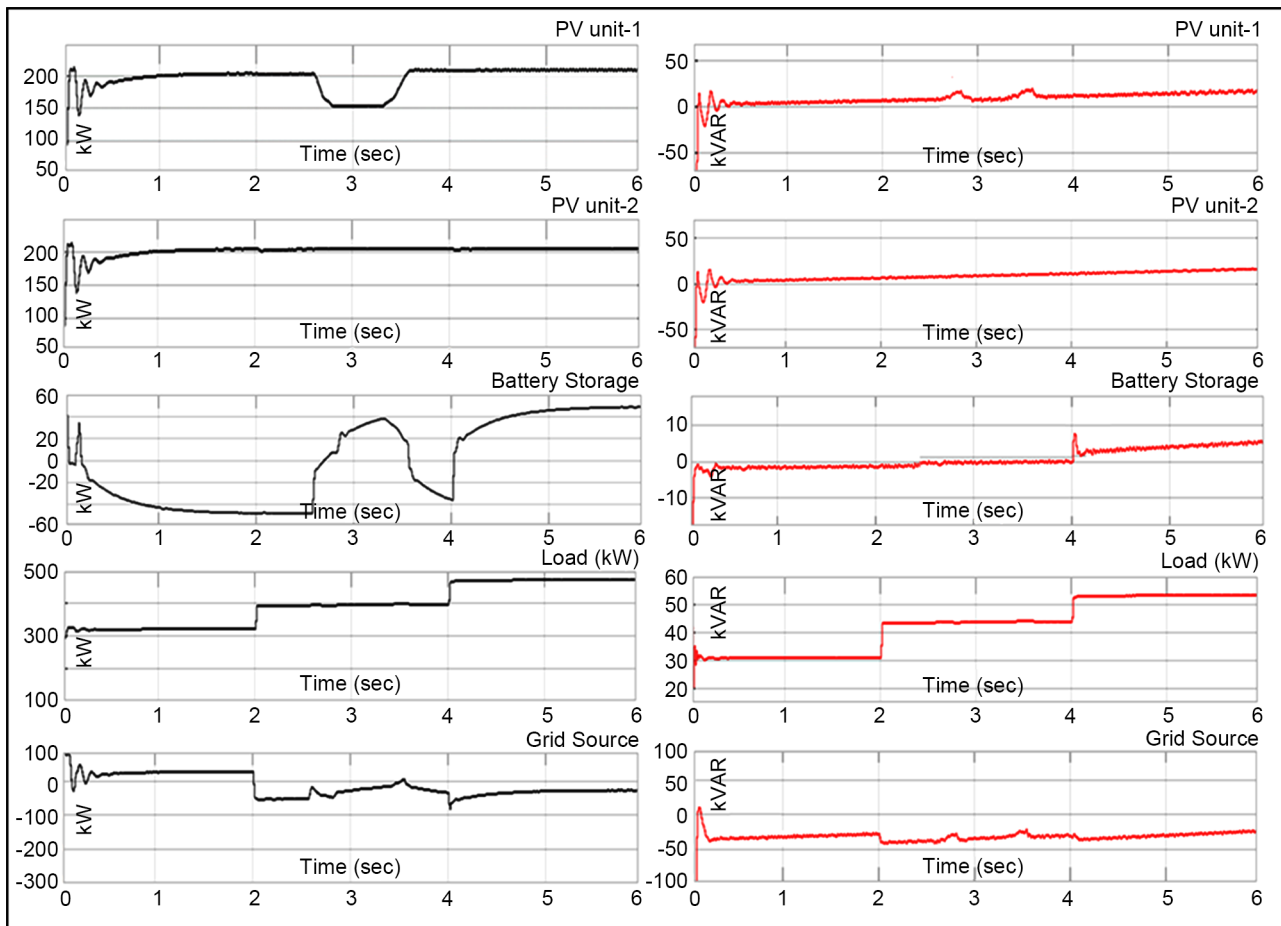 PV unit-1
200
150
100
50
kW
Time (sec)
0 1 2 3 4 5 6
PV unit-1
50
0
-50
kVAR
Time (sec)
0 1 2 3 4 5 6
PV unit-2
200
150
100
50
kW
Time (sec)
0 1 2 3 4 5 6
PV unit-2
50
0
-50
kVAR
Time (sec)
0 1 2 3 4 5 6
Battery Storage
60
20
0
-20
-60
kW
Time (sec)
0 1 2 3 4 5 6
Battery Storage
10
0
-10
kVAR
Time (sec)
0 1 2 3 4 5 6
Load (kW)
500
300
100
kW
Time (sec)
0 1 2 3 4 5 6
Load (kW)
60
50
40
30
20
kVAR
Time (sec)
0 1 2 3 4 5 6
Grid Source
100
0
-100
-200
-300
kW
Time (sec)
0 1 2 3 4 5 6
Grid Source
100
50
0
-50
-100
kVAR
Time (sec)
0 1 2 3 4 5 6